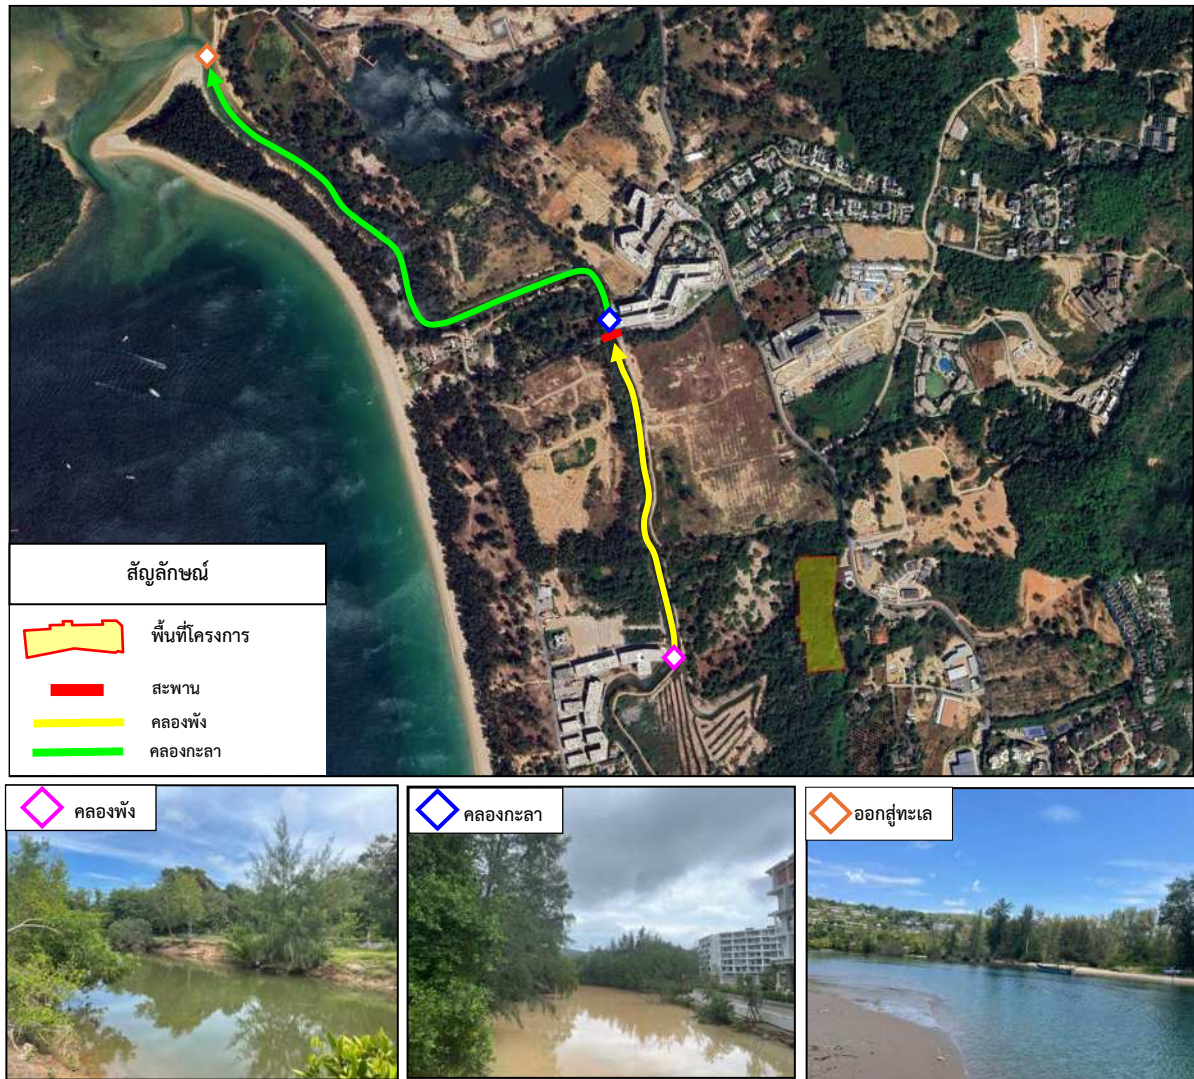 สัญลักษณ์
พื้นที่โครงการ
สะพาน
คลองพัง
คลองกะลา
คลองพัง
คลองกะลา
ออกสู่ทะเล